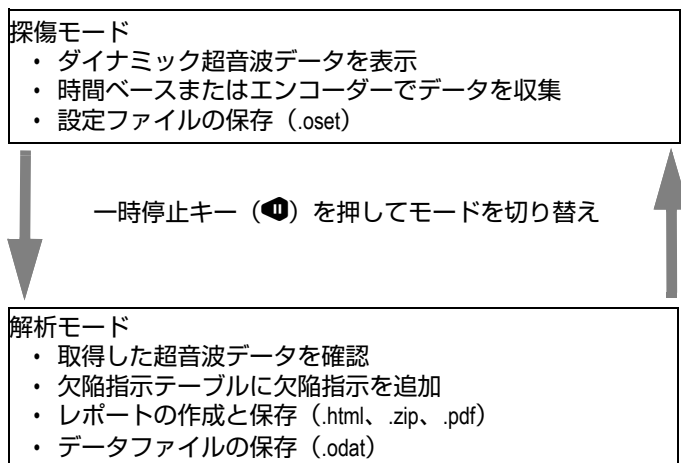 探傷モード
・ ダイナミック超音波データを表示
・ 時間ベースまたはエンコーダーでデータを収集
・ 設定ファイルの保存（.oset）
一時停止キー（）を押してモードを切り替え
解析モード
・ 取得した超音波データを確認
・ 欠陥指示テーブルに欠陥指示を追加
・ レポートの作成と保存（.html、.zip、.pdf）
・ データファイルの保存（.odat）